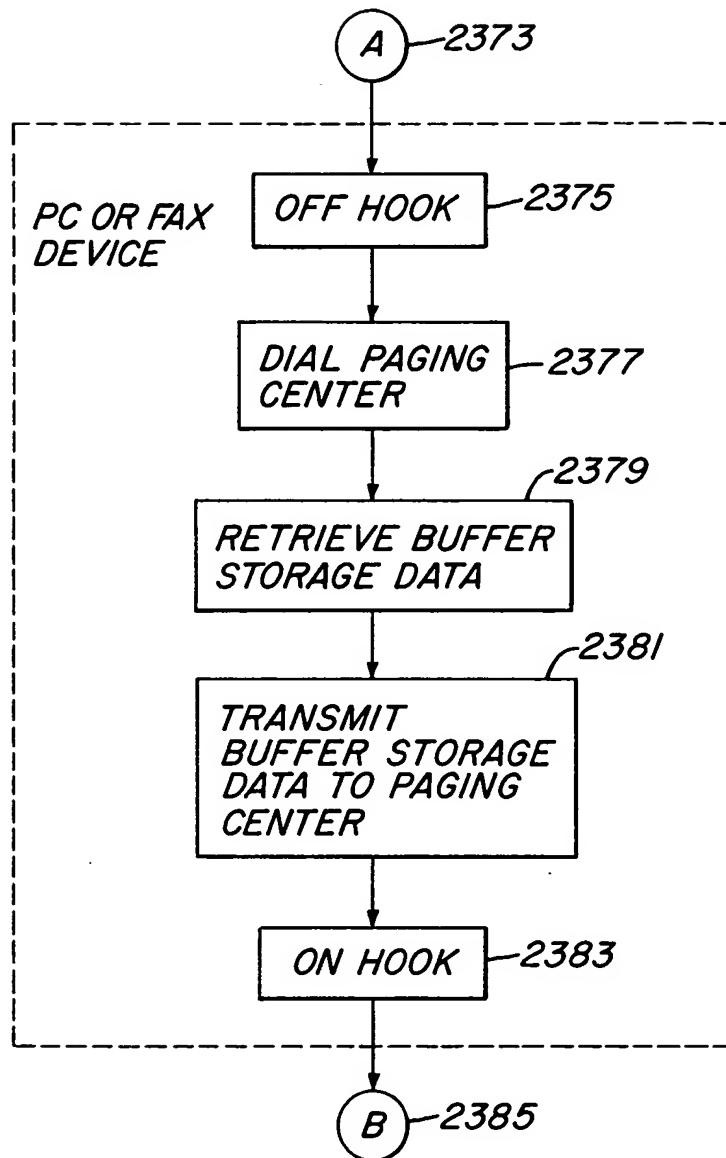 A 2373
OFF HOOK 2375
PC OR FAX
DEVICE
DIAL PAGING
CENTER
2377
2379
RETRIEVE BUFFER
STORAGE DATA
2381
TRANSMIT
BUFFER STORAGE
DATA TO PAGING
CENTER
ON HOOK 2383
B 2385